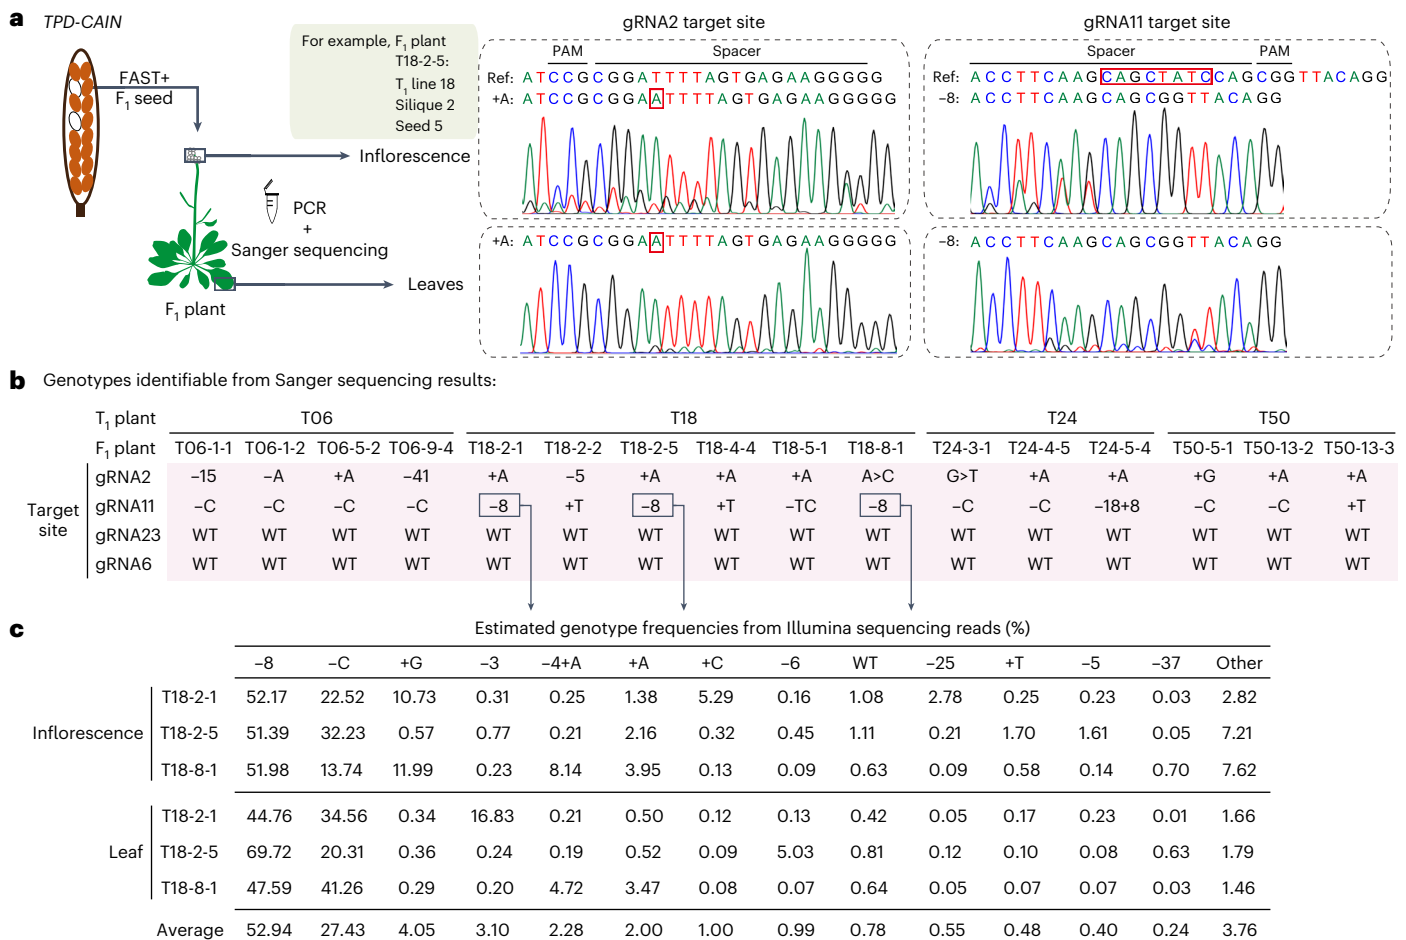 a TPD-CAIN
FAST+
F1 seed
For example, F1 plant
T18-2-5:
T1 line 18
Silique 2
Seed 5
Inflorescence
PCR
+
Sanger sequencing
Leaves
F1 plant
gRNA2 target site
PAM Spacer
Ref: ATCCGCGGATTTTAGTGAGAAGGGGG
+A: ATCCGCGGAATTTTAGTGAGAAGGGGG
+A: ATCCGCGGAATTTTAGTGAGAAGGGGG
gRNA11 target site
Spacer PAM
Ref: ACCTTCAAGCAGCTATCCAGCGGTTACAGG
−8: ACCTTCAAGCAGCGGTTACAGG
−8: ACCTTCAAGCAGCGGTTACAGG
b Genotypes identifiable from Sanger sequencing results:
T1 plant T06 T18 T24 T50
F1 plant T06-1-1 T06-1-2 T06-5-2 T06-9-4 T18-2-1 T18-2-2 T18-2-5 T18-4-4 T18-5-1 T18-8-1 T24-3-1 T24-4-5 T24-5-4 T50-5-1 T50-13-2 T50-13-3
Target site
gRNA2 −15 −A +A −41 +A −5 +A +A +A A>C G>T +A +A +G +A +A
gRNA11 −C −C −C −C −8 +T −8 +T −TC −8 −C −C −18+8 −C −C +T
gRNA23 WT WT WT WT WT WT WT WT WT WT WT WT WT WT WT WT
gRNA6 WT WT WT WT WT WT WT WT WT WT WT WT WT WT WT WT
c Estimated genotype frequencies from Illumina sequencing reads (%)
−8 −C +G −3 −4+A +A +C −6 WT −25 +T −5 −37 Other
Inflorescence
T18-2-1 52.17 22.52 10.73 0.31 0.25 1.38 5.29 0.16 1.08 2.78 0.25 0.23 0.03 2.82
T18-2-5 51.39 32.23 0.57 0.77 0.21 2.16 0.32 0.45 1.11 0.21 1.70 1.61 0.05 7.21
T18-8-1 51.98 13.74 11.99 0.23 8.14 3.95 0.13 0.09 0.63 0.09 0.58 0.14 0.70 7.62
Leaf
T18-2-1 44.76 34.56 0.34 16.83 0.21 0.50 0.12 0.13 0.42 0.05 0.17 0.23 0.01 1.66
T18-2-5 69.72 20.31 0.36 0.24 0.19 0.52 0.09 5.03 0.81 0.12 0.10 0.08 0.63 1.79
T18-8-1 47.59 41.26 0.29 0.20 4.72 3.47 0.08 0.07 0.64 0.05 0.07 0.07 0.03 1.46
Average 52.94 27.43 4.05 3.10 2.28 2.00 1.00 0.99 0.78 0.55 0.48 0.40 0.24 3.76